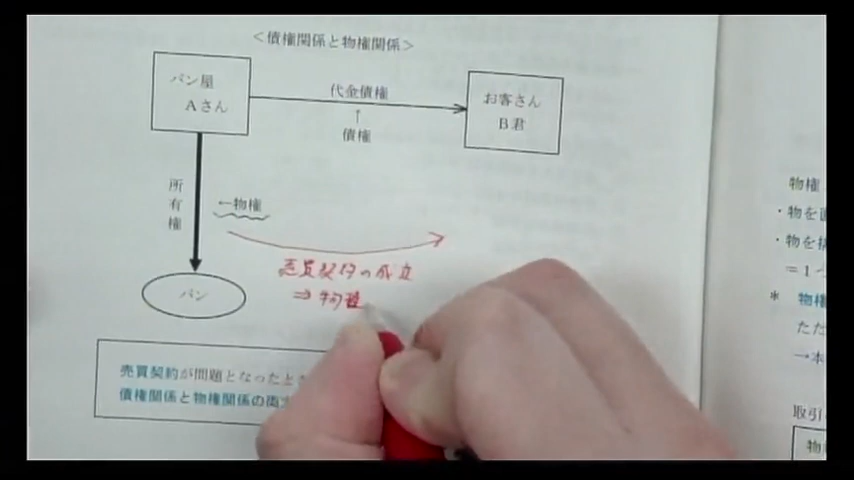 ＜債権関係と物権関係＞
パン屋
Aさん
代金債権
↑
債権
お客さん
B君
所有権
←物権
売買契約の成立
⇒ 物権
パン
売買契約が問題となったと
債権関係と物権関係の両
物権
・物を
・物を
＝1
* 物権
ただ
→本
取引
物